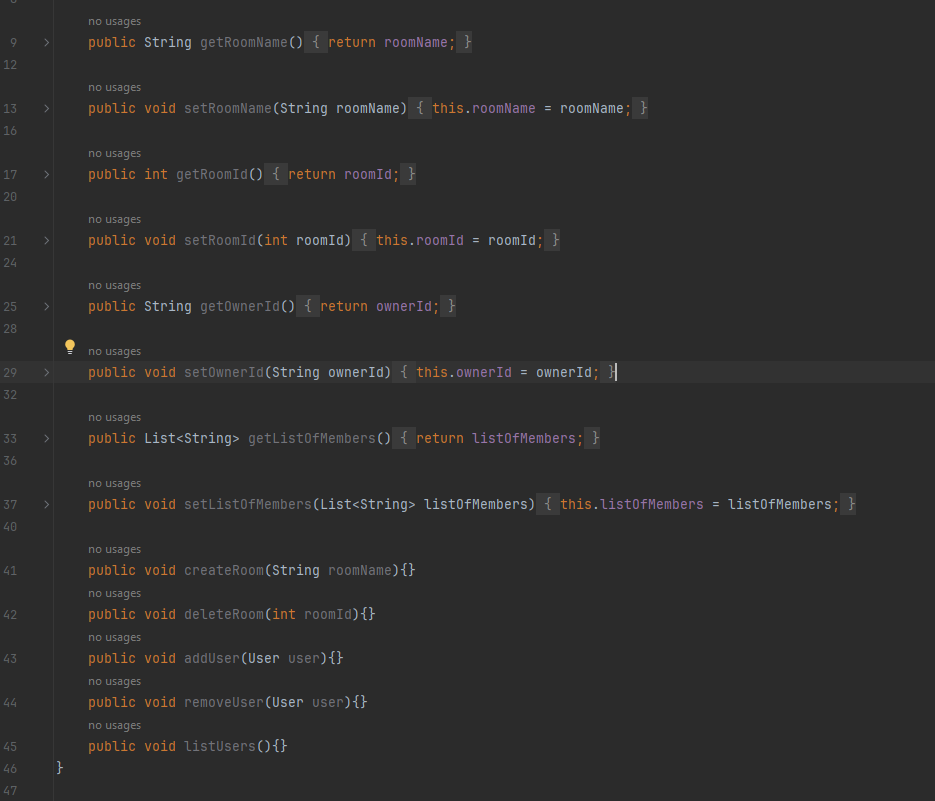 no usages
9 > public String getRoomName() { return roomName; }
12
no usages
13 > public void setRoomName(String roomName) { this.roomName = roomName; }
16
no usages
17 > public int getRoomId() { return roomId; }
20
no usages
21 > public void setRoomId(int roomId) { this.roomId = roomId; }
24
no usages
25 > public String getOwnerId() { return ownerId; }
28
no usages
29 > public void setOwnerId(String ownerId) { this.ownerId = ownerId; }
32
no usages
33 > public List<String> getListOfMembers() { return listOfMembers; }
36
no usages
37 > public void setListOfMembers(List<String> listOfMembers) { this.listOfMembers = listOfMembers; }
40
no usages
41 public void createRoom(String roomName){}
no usages
42 public void deleteRoom(int roomId){}
no usages
43 public void addUser(User user){}
no usages
44 public void removeUser(User user){}
no usages
45 public void listUsers(){}
46 }
47